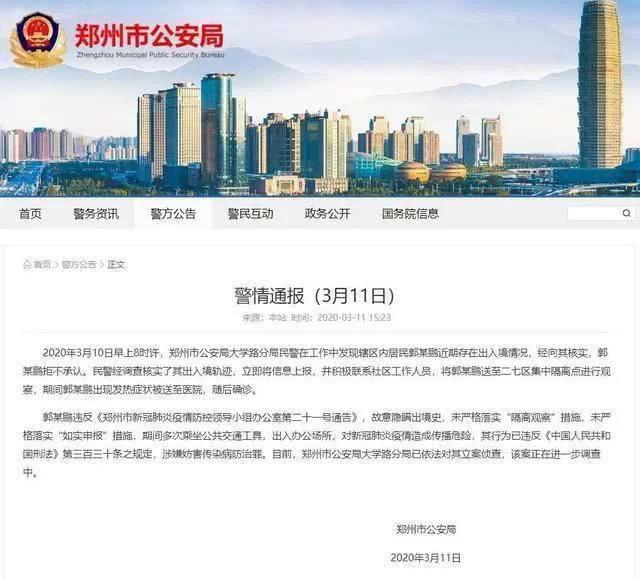 郑州市公安局
Zhengzhou Municipal Public Security Bureau
首页 警务资讯 警方公告 警民互动 政务公开 国务院信息
首页 > 警方公告 > 正文
警情通报（3月11日）
来源：本站 时间：2020-03-11 15:23
2020年3月10日早上8时许，郑州市公安局大学路分局民警在工作中发现辖区内居民郭某鹏近期存在出入境情况，经向其核实，郭
某鹏拒不承认。民警经调查核实了其出入境轨迹，立即将信息上报，并积极联系社区工作人员，将郭某鹏送至二七区集中隔离点进行观
察，期间郭某鹏出现发热症状被送至医院，随后确诊。
郭某鹏违反《郑州市新冠肺炎疫情防控领导小组办公室第二十一号通告》，故意隐瞒出境史，未严格落实“隔离观察”措施，未严
格落实“如实申报”措施，期间多次乘坐公共交通工具，出入办公场所，对新冠肺炎疫情造成传播危险，其行为已违反《中国人民共和
国刑法》第三百三十条之规定，涉嫌妨害传染病防治罪。目前，郑州市公安局大学路分局已依法对其立案侦查，该案正在进一步调查
中。
郑州市公安局
2020年3月11日